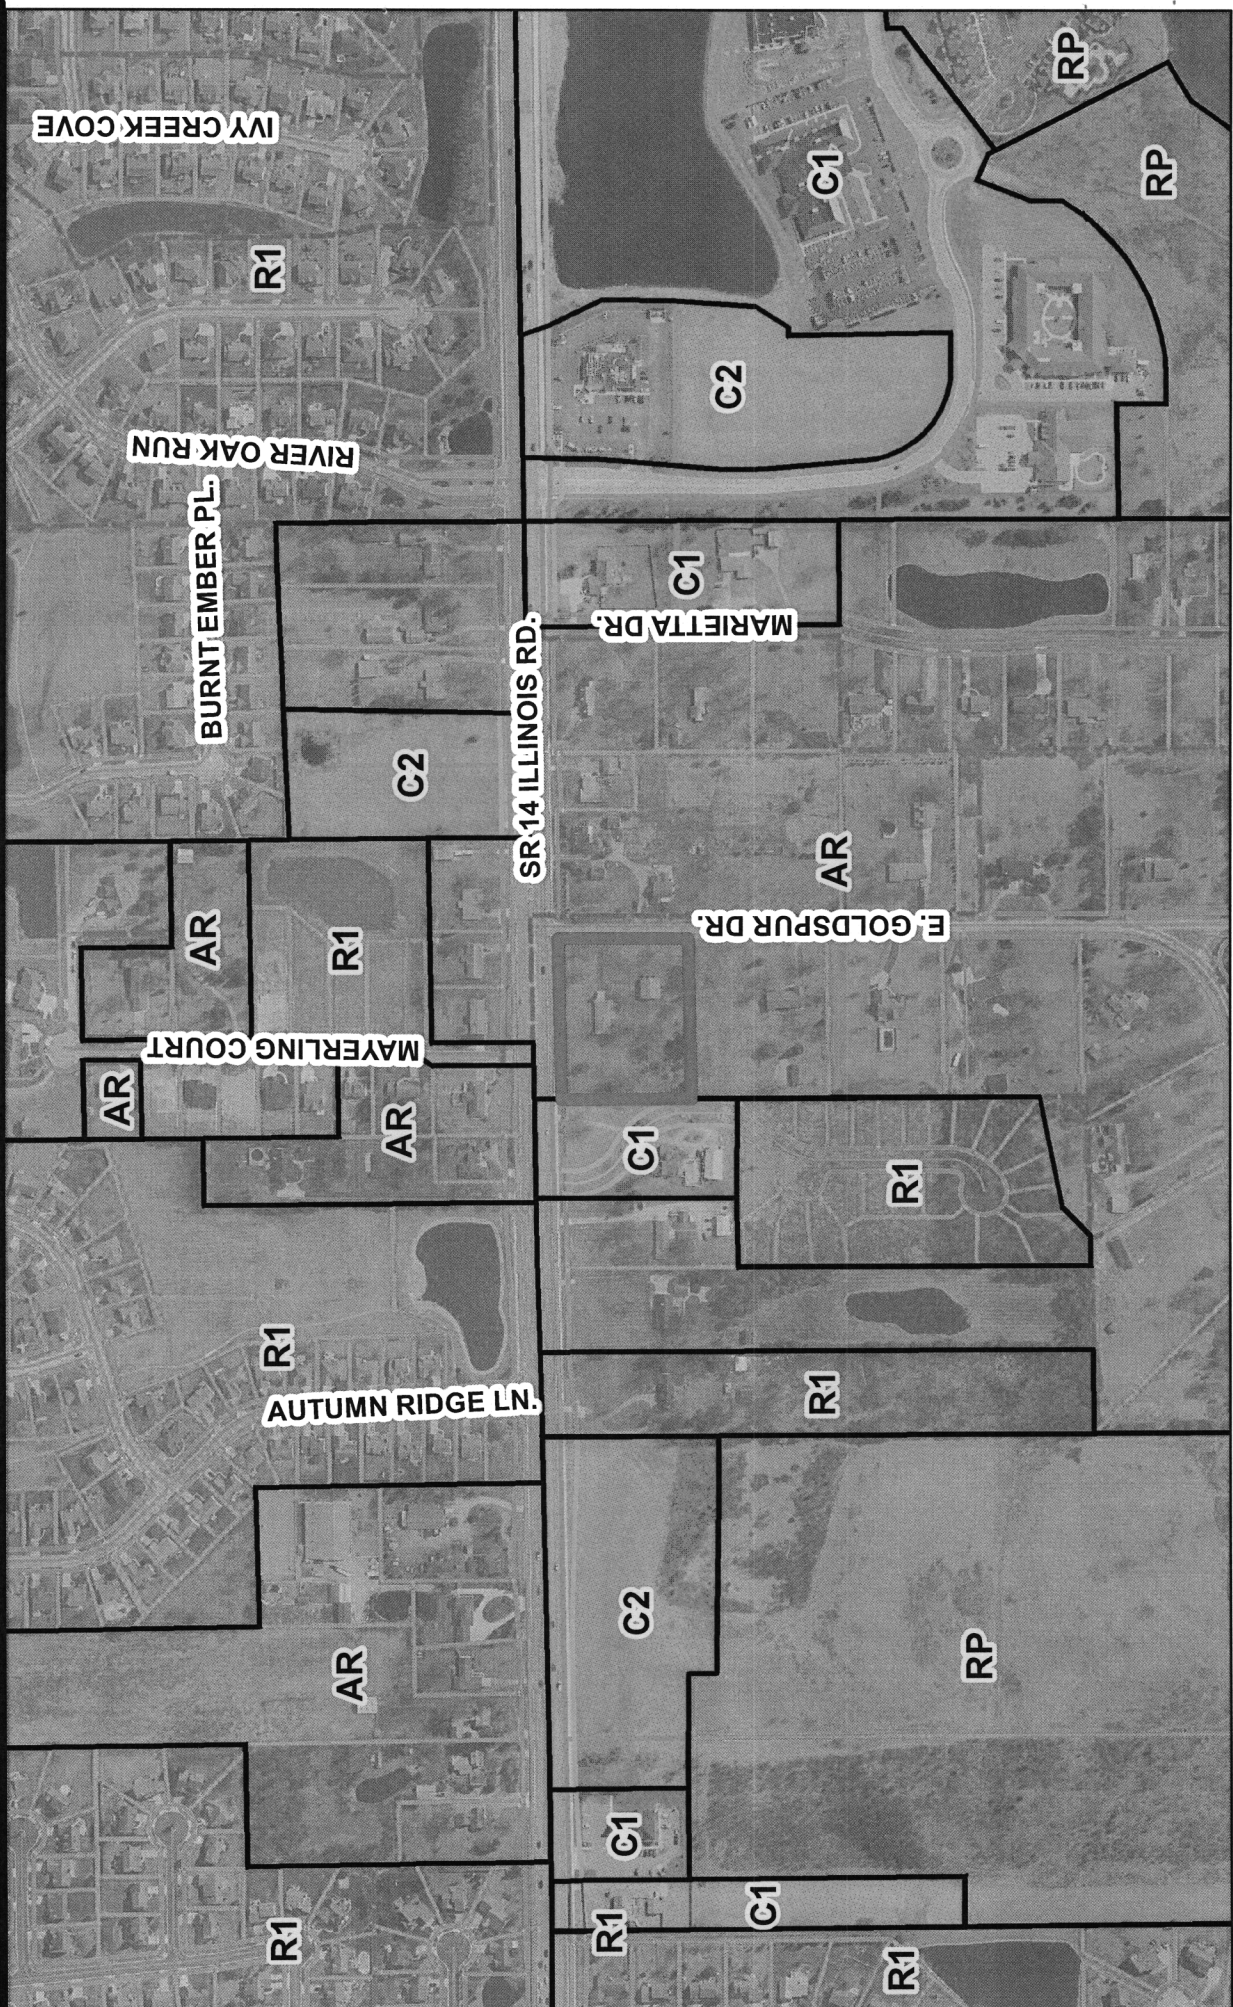 IVY CREEK COVE
R1
RIVER OAK RUN
BURNT EMBER PL.
RP
RP
C1
C2
C1
MARIETTA DR.
SR 14 ILLINOIS RD.
C2
AR
E. GOLDSPUR DR.
AR
R1
MAYERLING COURT
AR
AR
C1
R1
R1
AUTUMN RIDGE LN.
R1
AR
C2
RP
C1
C1
R1
R1
R1